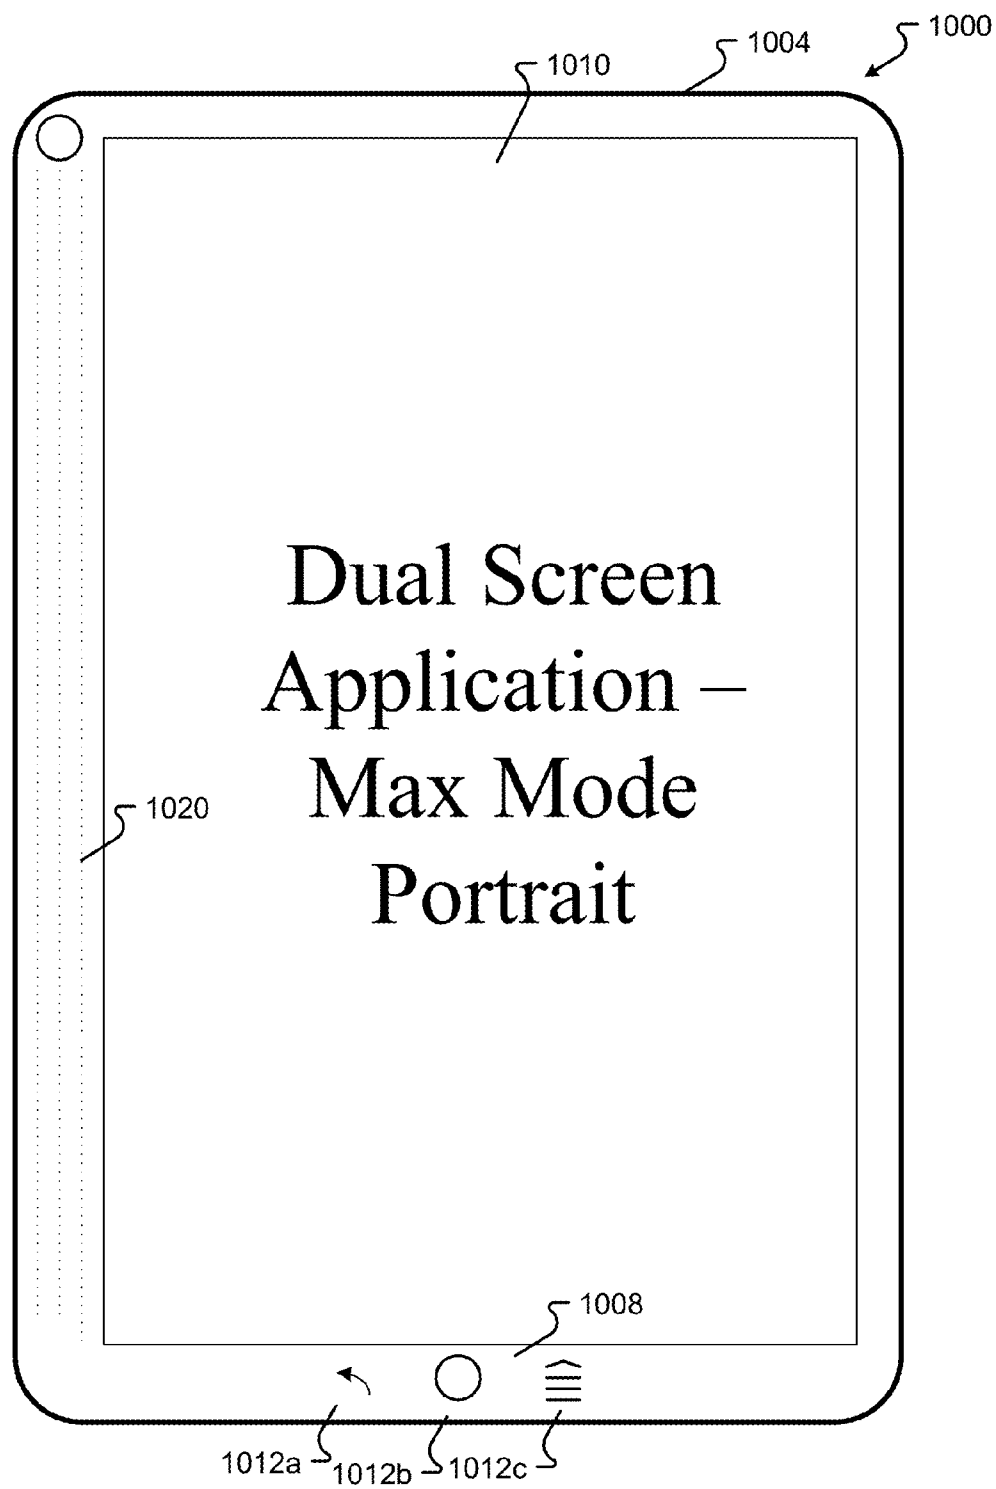 1000
1004
1010
Dual Screen
Application –
Max Mode
Portrait
1020
1008
1012a
1012b
1012c